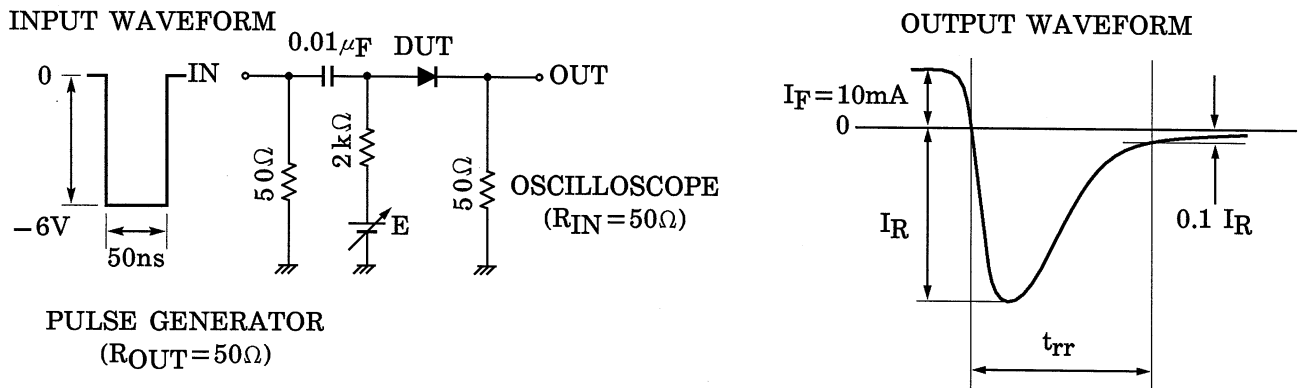 INPUT WAVEFORM
0
IN
-6V
50ns
0.01μF
DUT
OUT
50Ω
2kΩ
E
50Ω
OSCILLOSCOPE
(RIN=50Ω)
PULSE GENERATOR
(ROUT=50Ω)
OUTPUT WAVEFORM
IF=10mA
0
IR
0.1 IR
trr